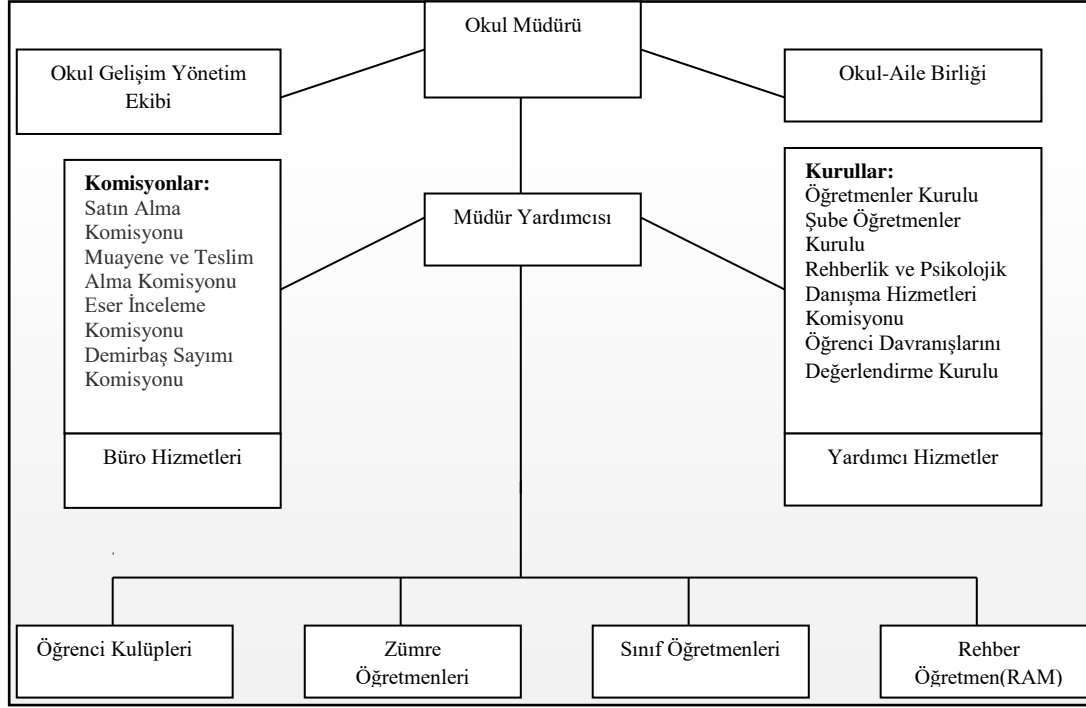 Okul Müdürü
Okul Gelişim Yönetim
Ekibi
Okul-Aile Birliği
Komisyonlar:
Satın Alma
Komisyonu
Muayene ve Teslim
Alma Komisyonu
Eser İnceleme
Komisyonu
Demirbaş Sayımı
Komisyonu
Müdür Yardımcısı
Kurullar:
Öğretmenler Kurulu
Şube Öğretmenler
Kurulu
Rehberlik ve Psikolojik
Danışma Hizmetleri
Komisyonu
Öğrenci Davranışlarını
Değerlendirme Kurulu
Büro Hizmetleri
Yardımcı Hizmetler
Öğrenci Kulüpleri
Zümre
Öğretmenleri
Sınıf Öğretmenleri
Rehber
Öğretmen(RAM)